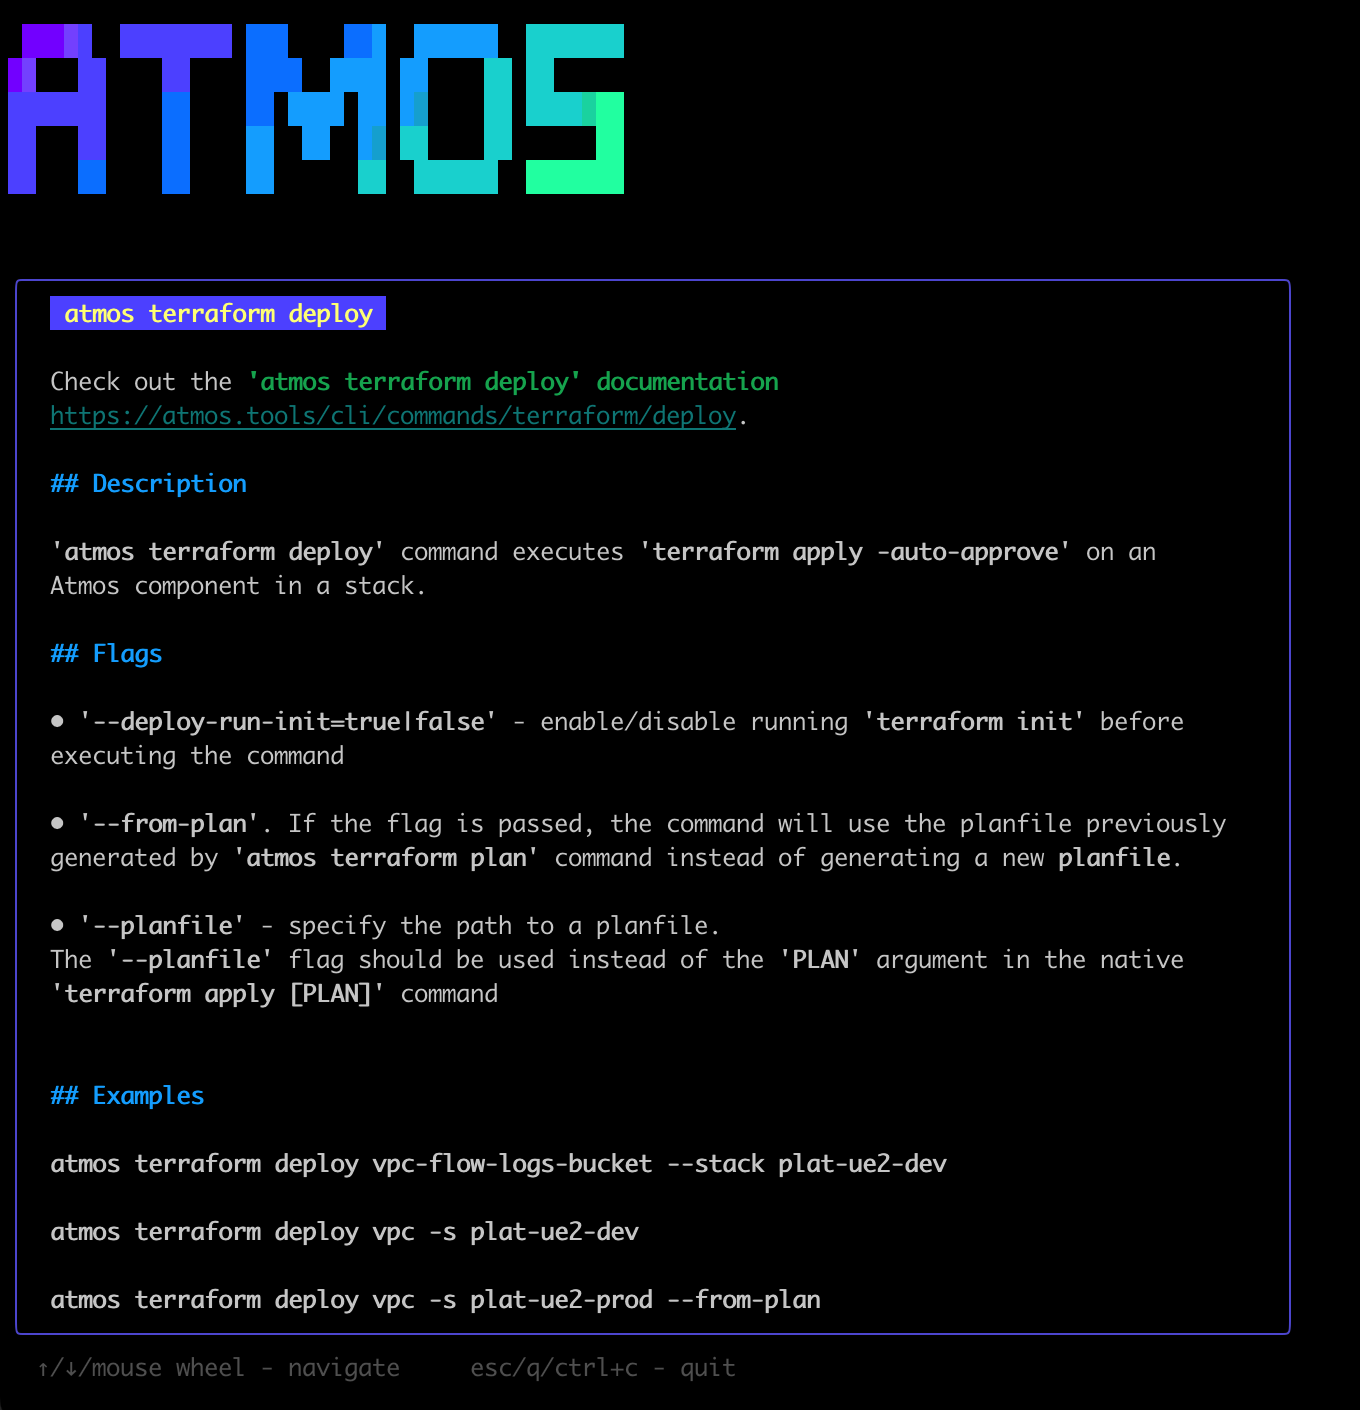 ATMOS
atmos terraform deploy
Check out the 'atmos terraform deploy' documentation
https://atmos.tools/cli/commands/terraform/deploy.
## Description
'atmos terraform deploy' command executes 'terraform apply -auto-approve' on an
Atmos component in a stack.
## Flags
• '--deploy-run-init=true|false' - enable/disable running 'terraform init' before
executing the command
• '--from-plan'. If the flag is passed, the command will use the planfile previously
generated by 'atmos terraform plan' command instead of generating a new planfile.
• '--planfile' - specify the path to a planfile.
The '--planfile' flag should be used instead of the 'PLAN' argument in the native
'terraform apply [PLAN]' command
## Examples
atmos terraform deploy vpc-flow-logs-bucket --stack plat-ue2-dev
atmos terraform deploy vpc -s plat-ue2-dev
atmos terraform deploy vpc -s plat-ue2-prod --from-plan
↑/↓/mouse wheel - navigate esc/q/ctrl+c - quit